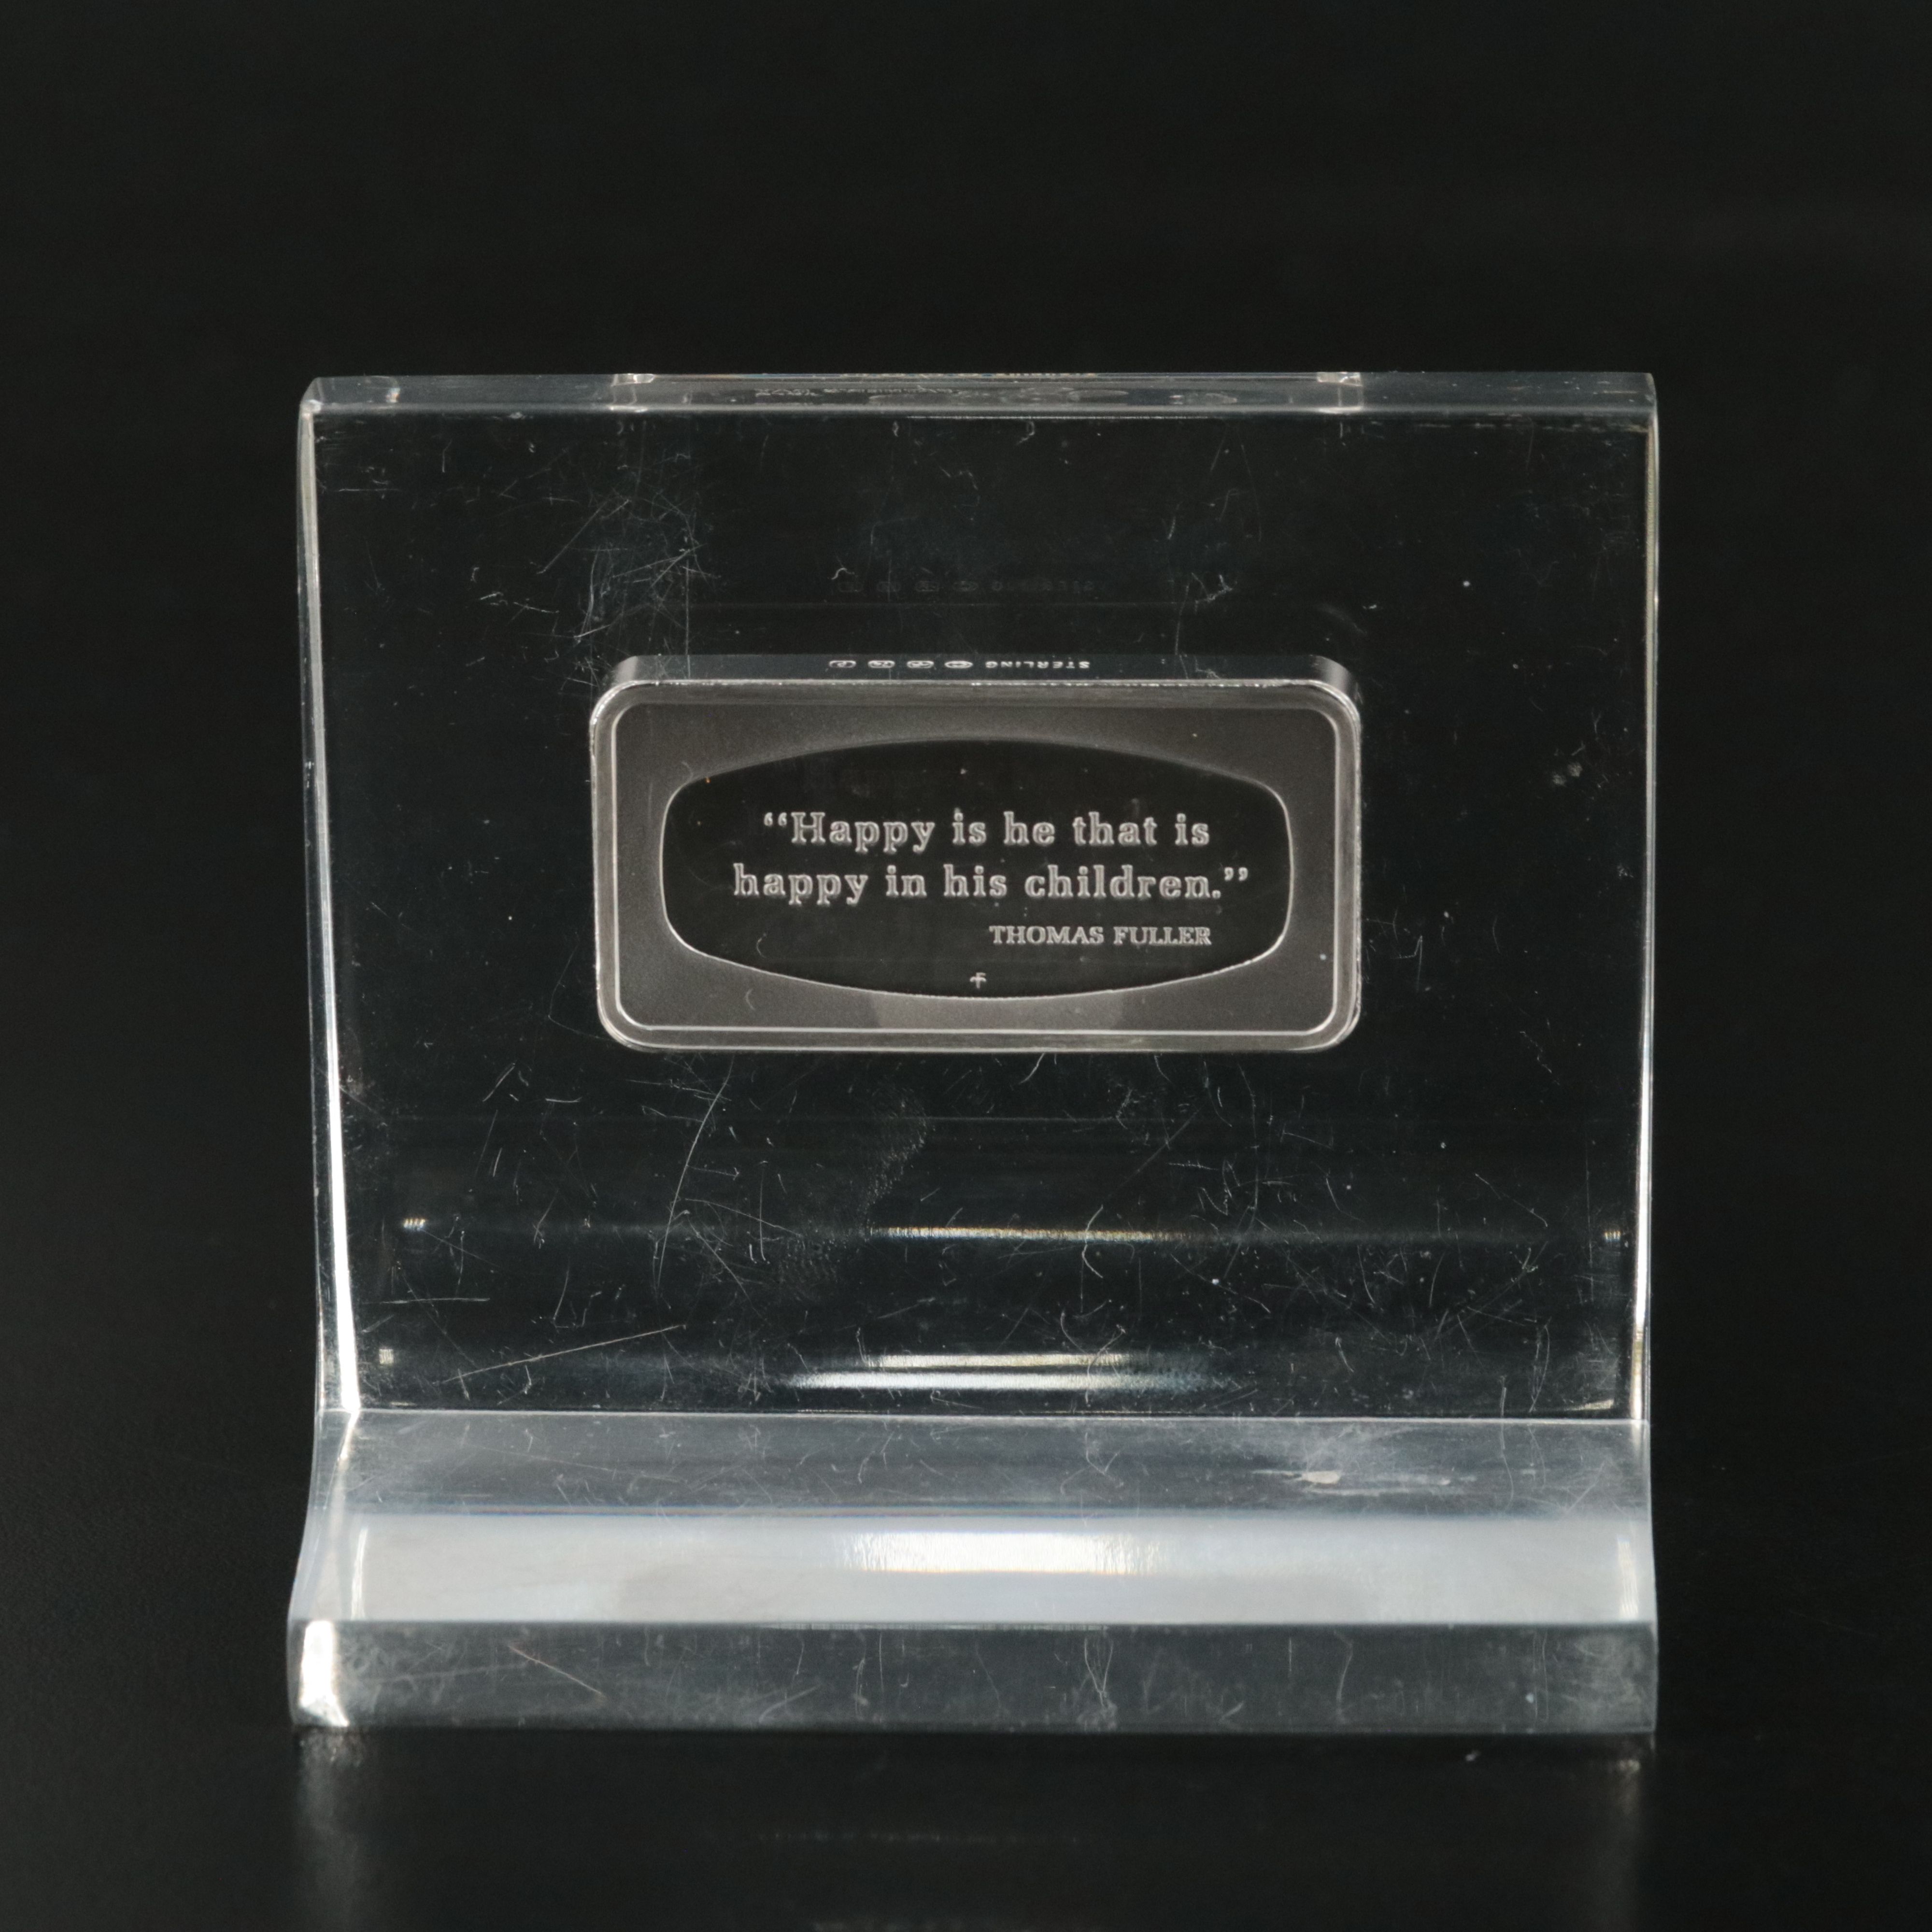 STERLING
“Happy is he that is
happy in his children.”
THOMAS FULLER